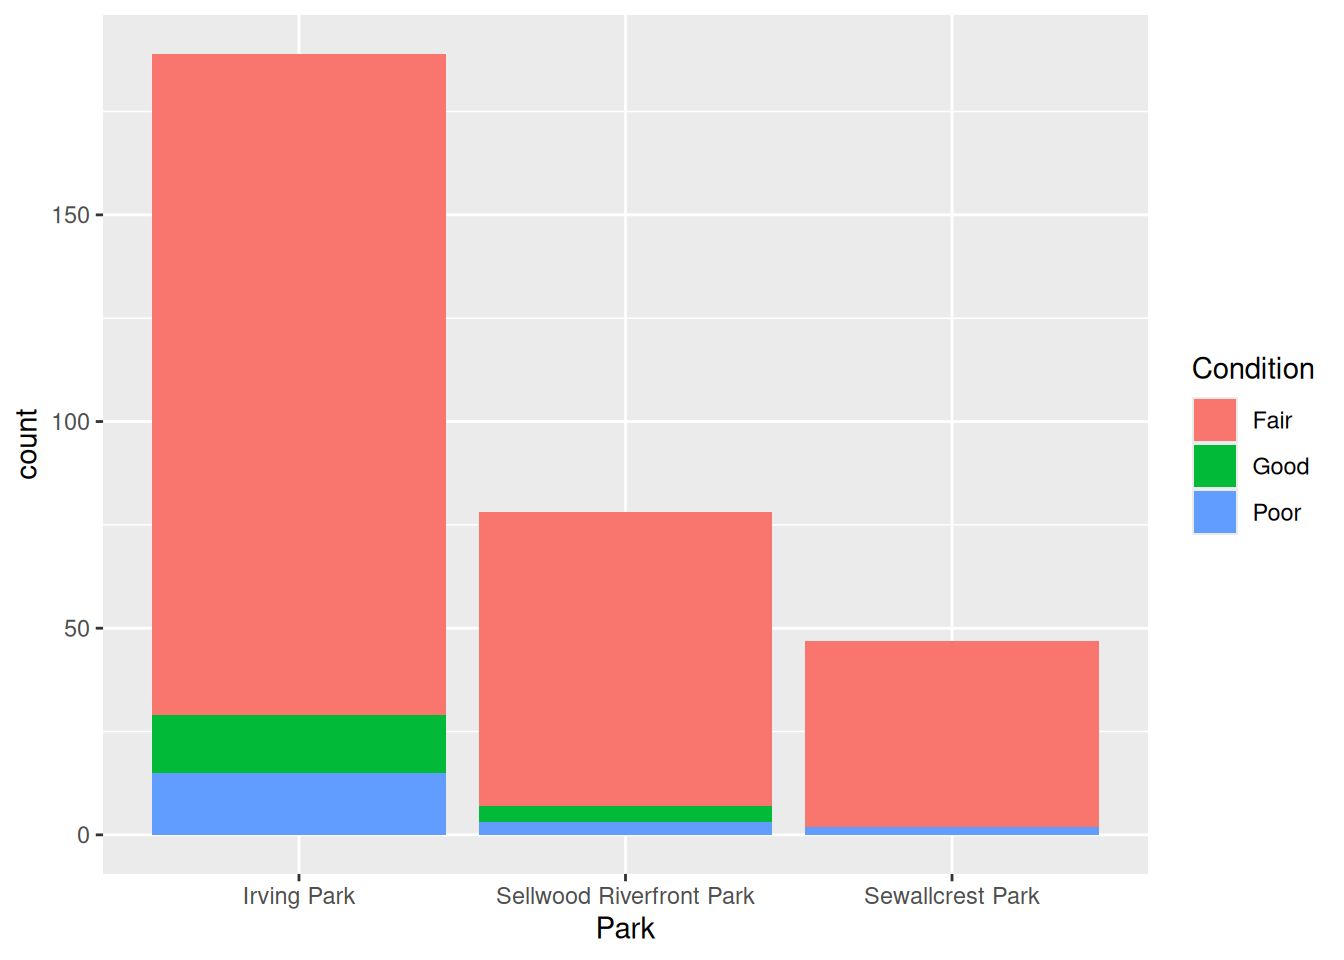 150
100
50
0
count
Irving Park
Sellwood Riverfront Park
Sewallcrest Park
Park
Condition
Fair
Good
Poor